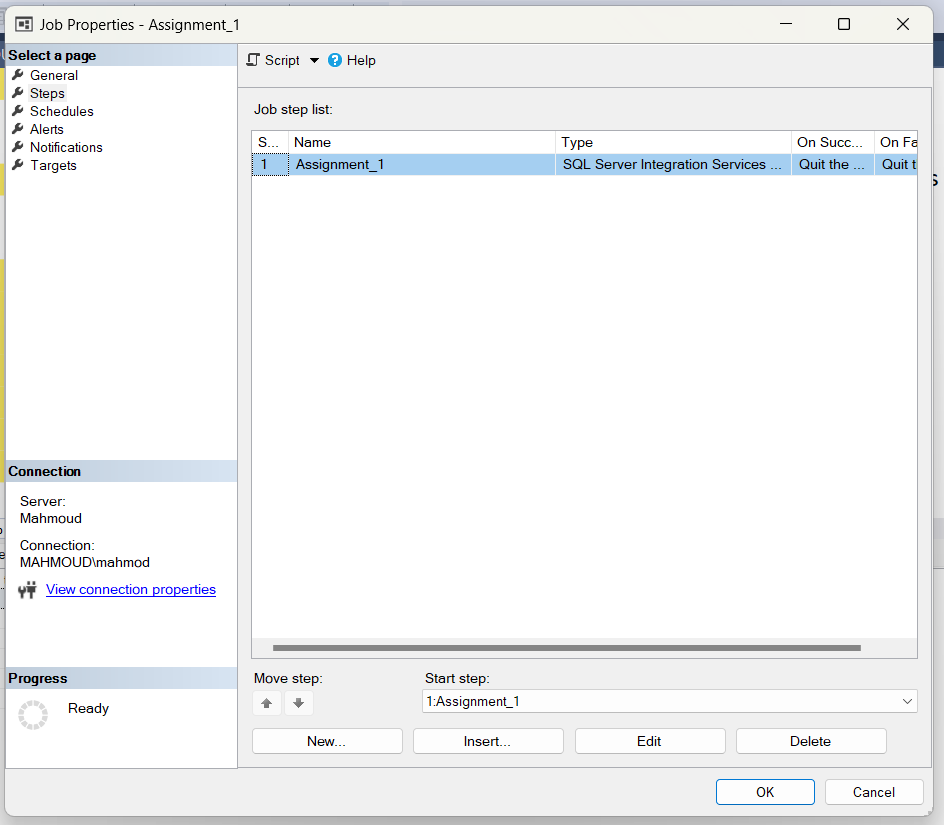 Job Properties - Assignment_1
Select a page
General
Steps
Schedules
Alerts
Notifications
Targets
Script Help
Job step list:
S... Name Type On Succ... On Fa
1 Assignment_1 SQL Server Integration Services ... Quit the ... Quit t
Connection
Server:
Mahmoud
Connection:
MAHMOUD\mahmod
View connection properties
Progress
Ready
Move step: Start step:
1:Assignment_1
New... Insert... Edit Delete
OK Cancel